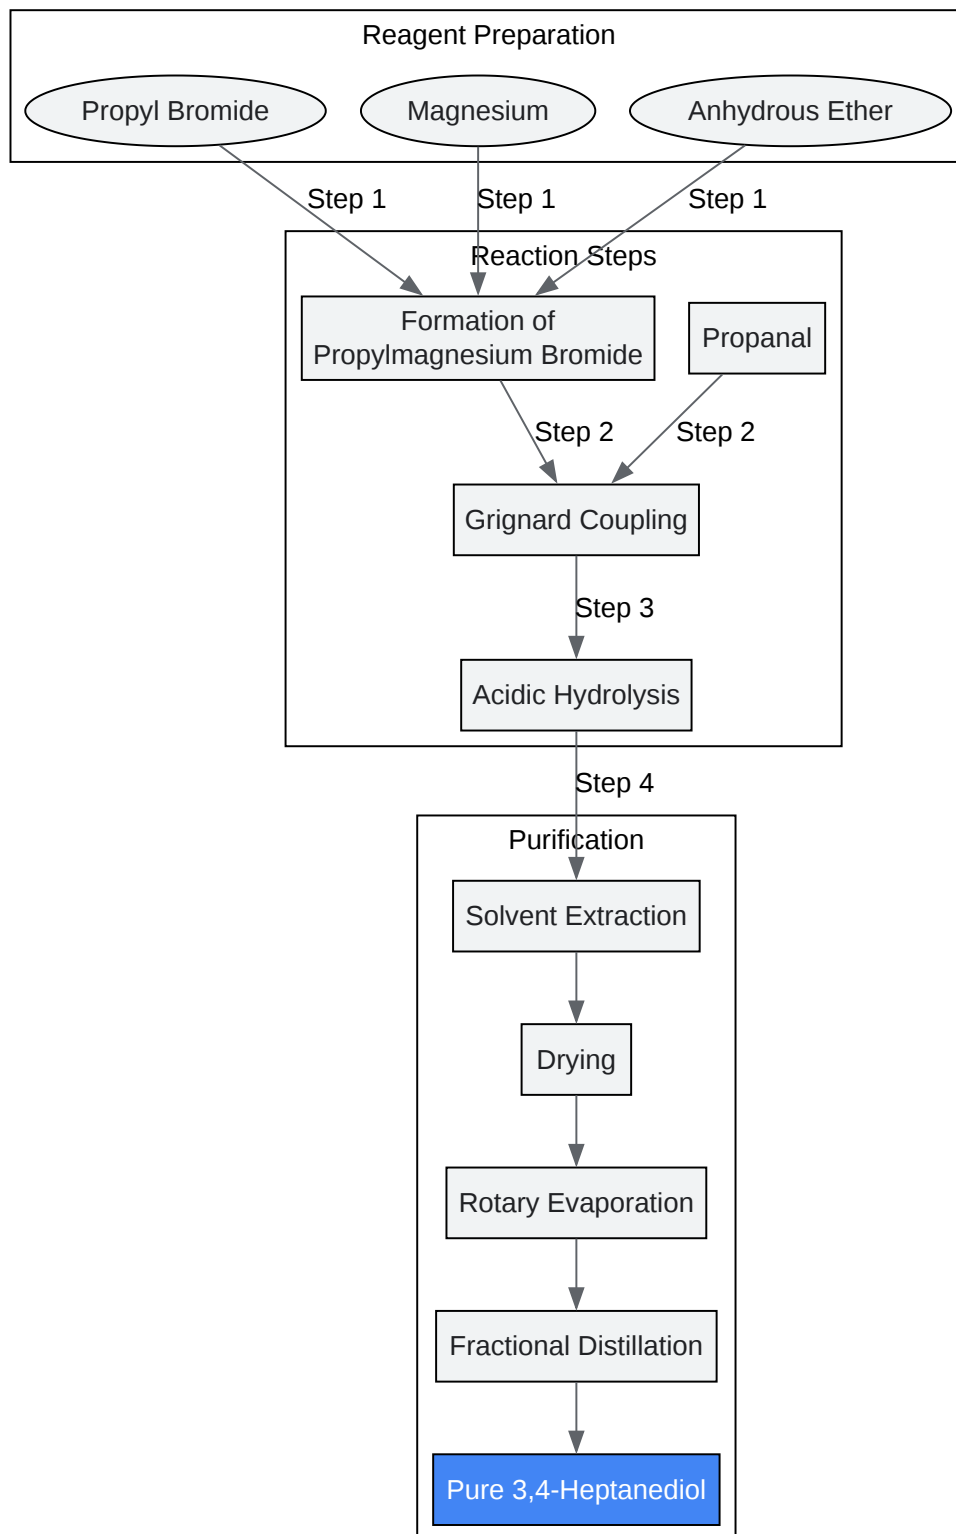 Reagent Preparation
Propyl Bromide
Magnesium
Anhydrous Ether
Step 1
Step 1
Step 1
Reaction Steps
Formation of
Propylmagnesium Bromide
Propanal
Step 2
Step 2
Grignard Coupling
Step 3
Acidic Hydrolysis
Step 4
Purification
Solvent Extraction
Drying
Rotary Evaporation
Fractional Distillation
Pure 3,4-Heptanediol